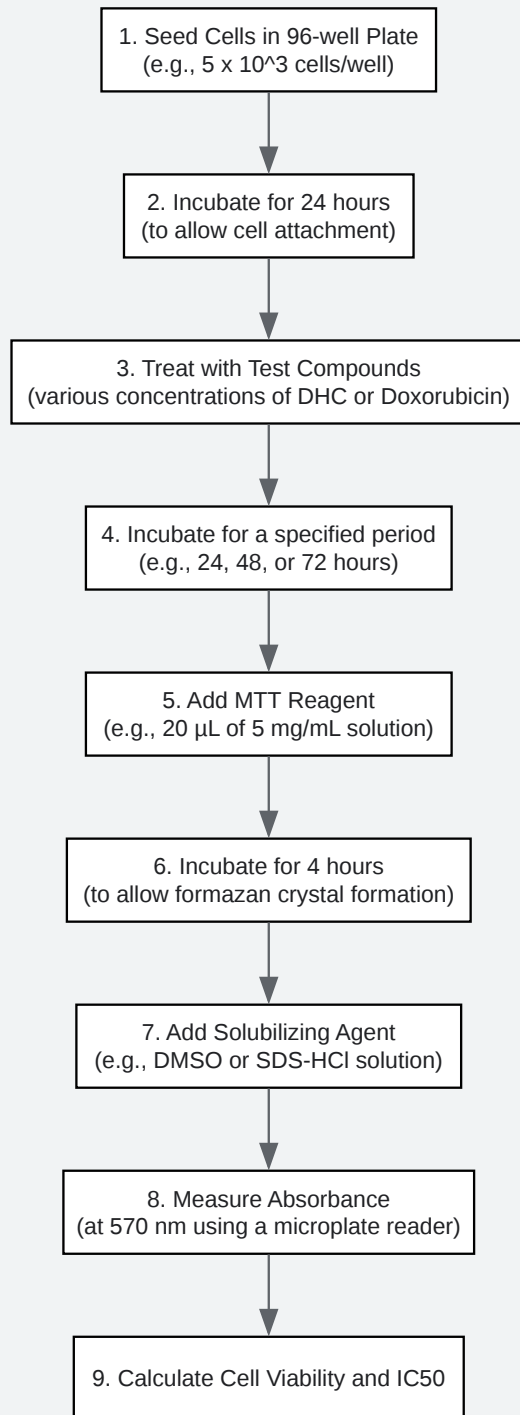 1. Seed Cells in 96-well Plate
(e.g., 5 x 10^3 cells/well)
2. Incubate for 24 hours
(to allow cell attachment)
3. Treat with Test Compounds
(various concentrations of DHC or Doxorubicin)
4. Incubate for a specified period
(e.g., 24, 48, or 72 hours)
5. Add MTT Reagent
(e.g., 20 µL of 5 mg/mL solution)
6. Incubate for 4 hours
(to allow formazan crystal formation)
7. Add Solubilizing Agent
(e.g., DMSO or SDS-HCl solution)
8. Measure Absorbance
(at 570 nm using a microplate reader)
9. Calculate Cell Viability and IC50